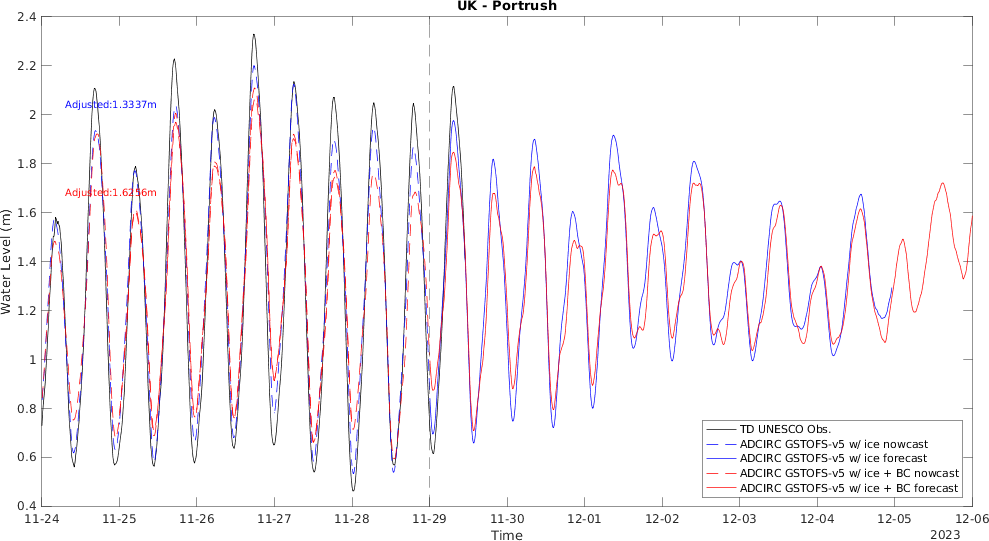 UK - Portrush
2.4
2.2
2
1.8
1.6
1.4
1.2
1
0.8
0.6
0.4
Water Level (m)
Adjusted:1.3337m
Adjusted:1.6256m
TD UNESCO Obs.
ADCIRC GSTOFS-v5 w/ ice nowcast
ADCIRC GSTOFS-v5 w/ ice forecast
ADCIRC GSTOFS-v5 w/ ice + BC nowcast
ADCIRC GSTOFS-v5 w/ ice + BC forecast
11-24 11-25 11-26 11-27 11-28 11-29 11-30 12-01 12-02 12-03 12-04 12-05 12-06
Time
2023